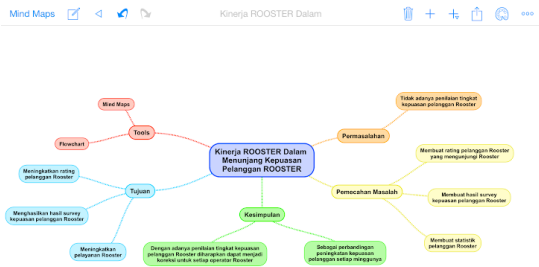 Mind Maps
Kinerja ROOSTER Dalam
Mind Maps
Tools
Flowchart
Tidak adanya penilaian tingkat
kepuasan pelanggan Rooster
Permasalahan
Kinerja ROOSTER Dalam
Menunjang Kepuasan
Pelanggan ROOSTER
Membuat rating pelanggan Rooster
yang mengunjungi Rooster
Pemecahan Masalah
Membuat hasil survey
kepuasan pelanggan Rooster
Membuat statistik
pelanggan Rooster
Meningkatkan rating
pelanggan Rooster
Tujuan
Menghasilkan hasil survey
kepuasan pelanggan Rooster
Meningkatkan
pelayanan Rooster
Kesimpulan
Dengan adanya penilaian tingkat kepuasan
pelanggan Rooster diharapkan dapat menjadi
koreksi untuk setiap operator Rooster
Sebagai perbandingan
peningkatan kepuasan
pelanggan setiap minggunya